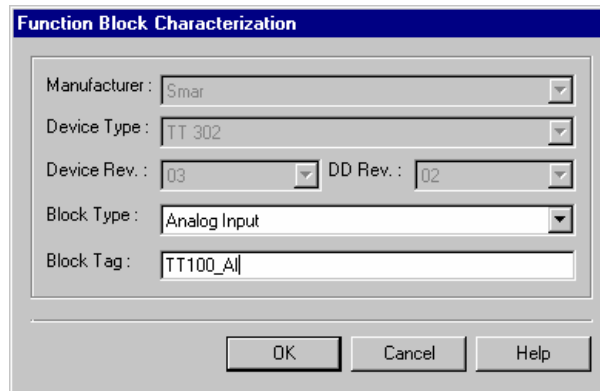 Function Block Characterization
Manufacturer : Smar
Device Type : TT 302
Device Rev. : 03 DD Rev. : 02
Block Type : Analog Input
Block Tag : TT100_AI
OK Cancel Help